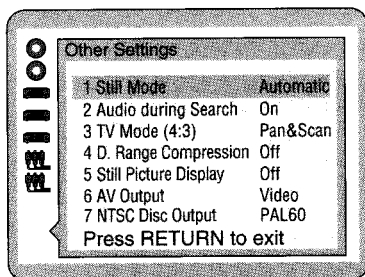 Other Settings
1 Still Mode Automatic
2 Audio during Search On
3 TV Mode (4:3) Pan&Scan
4 D. Range Compression Off
5 Still Picture Display Off
6 AV Output Video
7 NTSC Disc Output PAL60
Press RETURN to exit